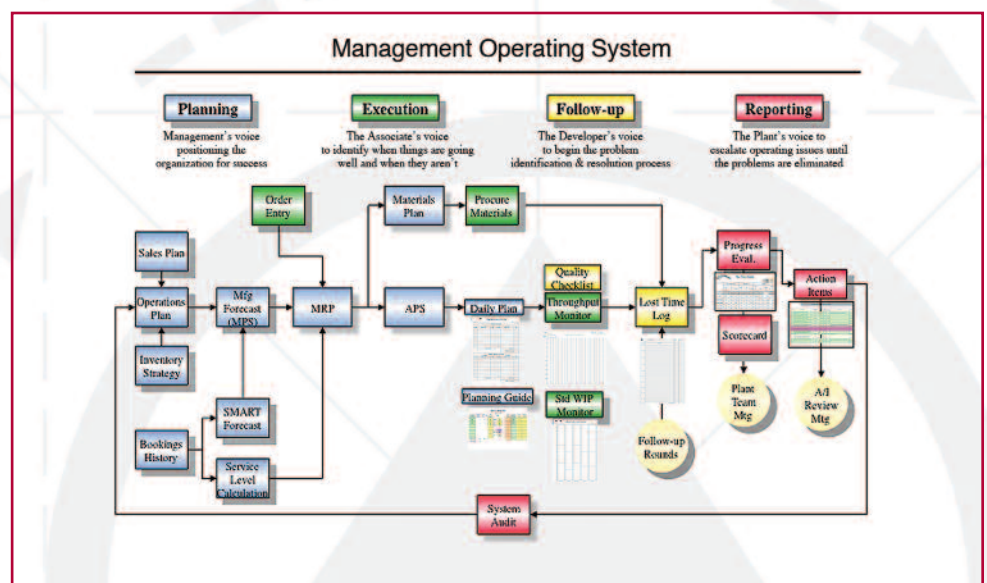 Management Operating System
Planning
Management's voice
positioning the
organization for success
Execution
The Associate's voice
to identify when things are going
well and when they aren't
Follow-up
The Developer's voice
to begin the problem
identification & resolution process
Reporting
The Plant's voice to
escalate operating issues until
the problems are eliminated
Order
Entry
Materials
Plan
Procure
Materials
Sales Plan
Operations
Plan
Inventory
Strategy
Mfg
Forecast
(MPS)
MRP
APS
Daily Plan
Quality
Checklist
Throughput
Monitor
Lost Time
Log
Progress
Eval.
Action
Items
Scorecard
Planning Guide
Std WIP
Monitor
Plant
Team
Mtg
A/I
Review
Mtg
SMART
Forecast
Bookings
History
Service
Level
Calculation
Follow-up
Rounds
System
Audit